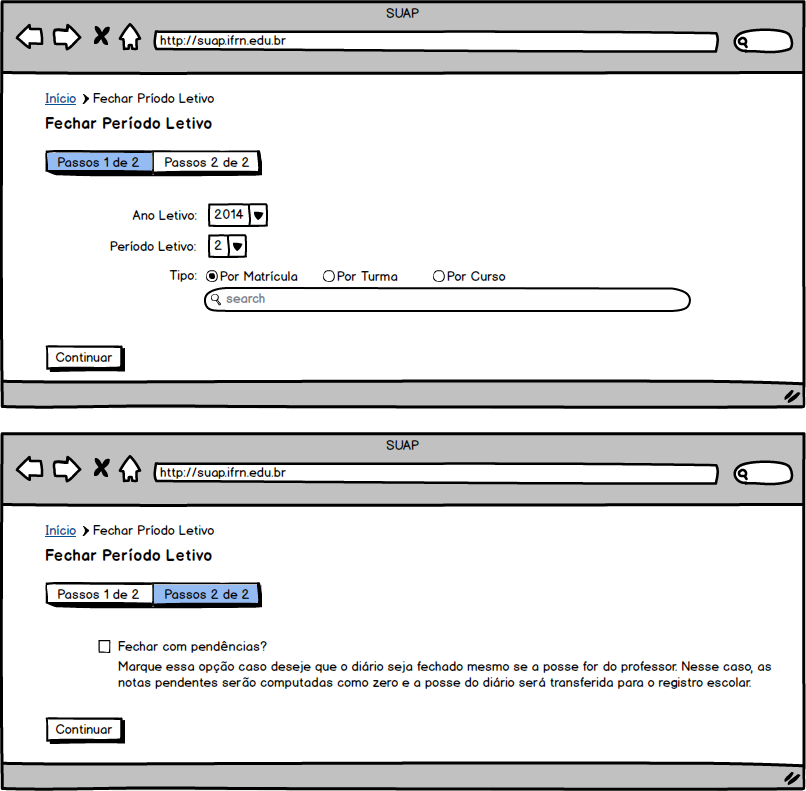 SUAP
http://suap.ifrn.edu.br
Início Fechar Príodo Letivo
Fechar Período Letivo
Passos 1 de 2 Passos 2 de 2
Ano Letivo: 2014
Período Letivo: 2
Tipo: Por Matrícula Por Turma Por Curso
search
Continuar
SUAP
http://suap.ifrn.edu.br
Início Fechar Príodo Letivo
Fechar Período Letivo
Passos 1 de 2 Passos 2 de 2
Fechar com pendências?
Marque essa opção caso deseje que o diário seja fechado mesmo se a posse for do professor. Nesse caso, as
notas pendentes serão computadas como zero e a posse do diário será transferida para o registro escolar.
Continuar